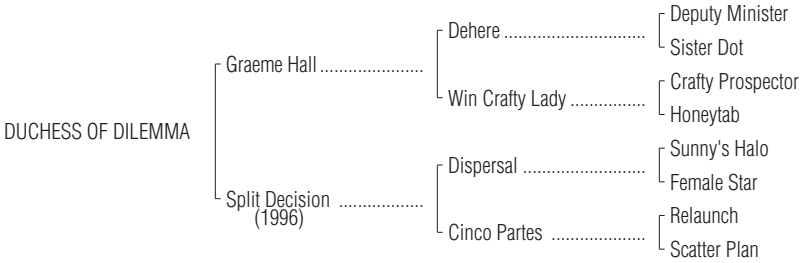 Deputy Minister
Dehere ..............................
Sister Dot
Graeme Hall ......................
Crafty Prospector
Win Crafty Lady ................
Honeytab
DUCHESS OF DILEMMA
Sunny's Halo
Dispersal ..........................
Female Star
Split Decision ..................
(1996)
Relaunch
Cinco Partes ....................
Scatter Plan